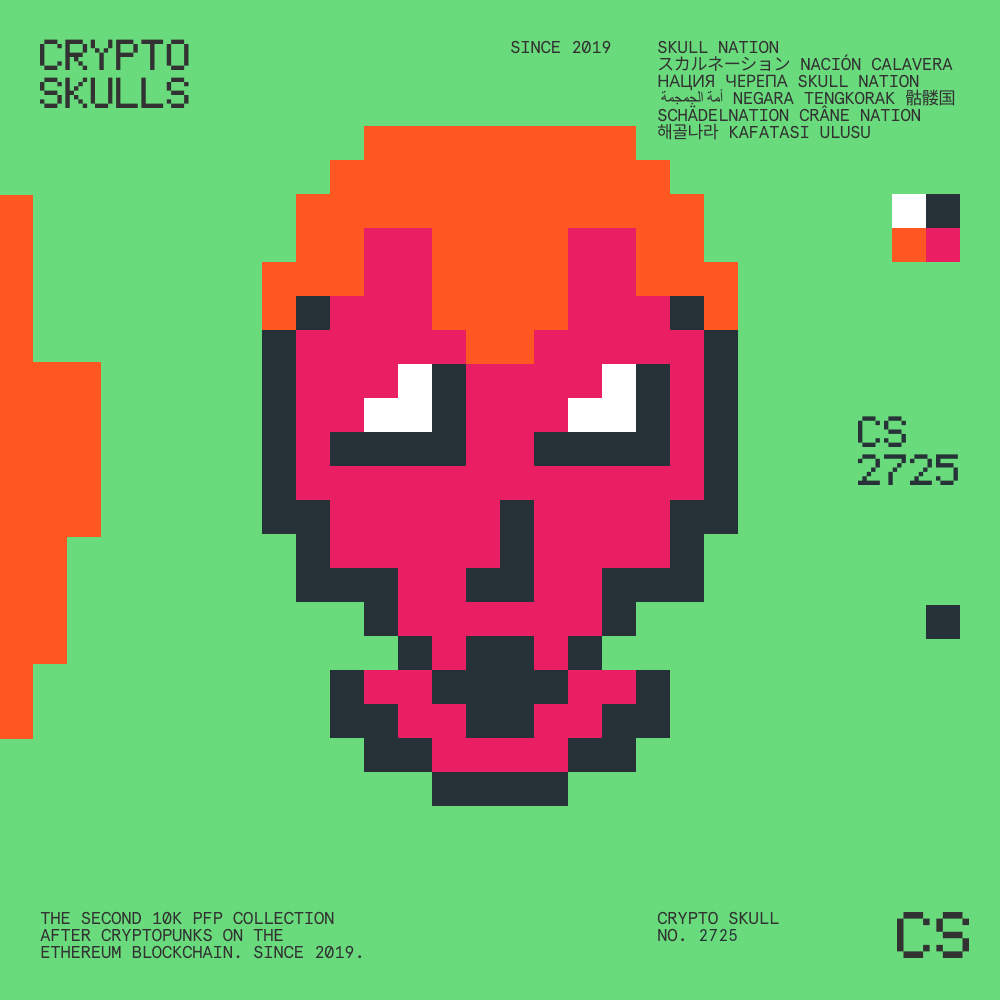 CRYPTO
SKULLS
SINCE 2019
SKULL NATION
スカルネーション NACIÓN CALAVERA
НАЦИЯ ЧЕРЕПА SKULL NATION
أمة الجمجمة NEGARA TENGKORAK 骷髅国
SCHÄDELNATION CRÂNE NATION
해골나라 KAFATASI ULUSU
CS
2725
THE SECOND 10K PFP COLLECTION
AFTER CRYPTOPUNKS ON THE
ETHEREUM BLOCKCHAIN. SINCE 2019.
CRYPTO SKULL
NO. 2725
CS